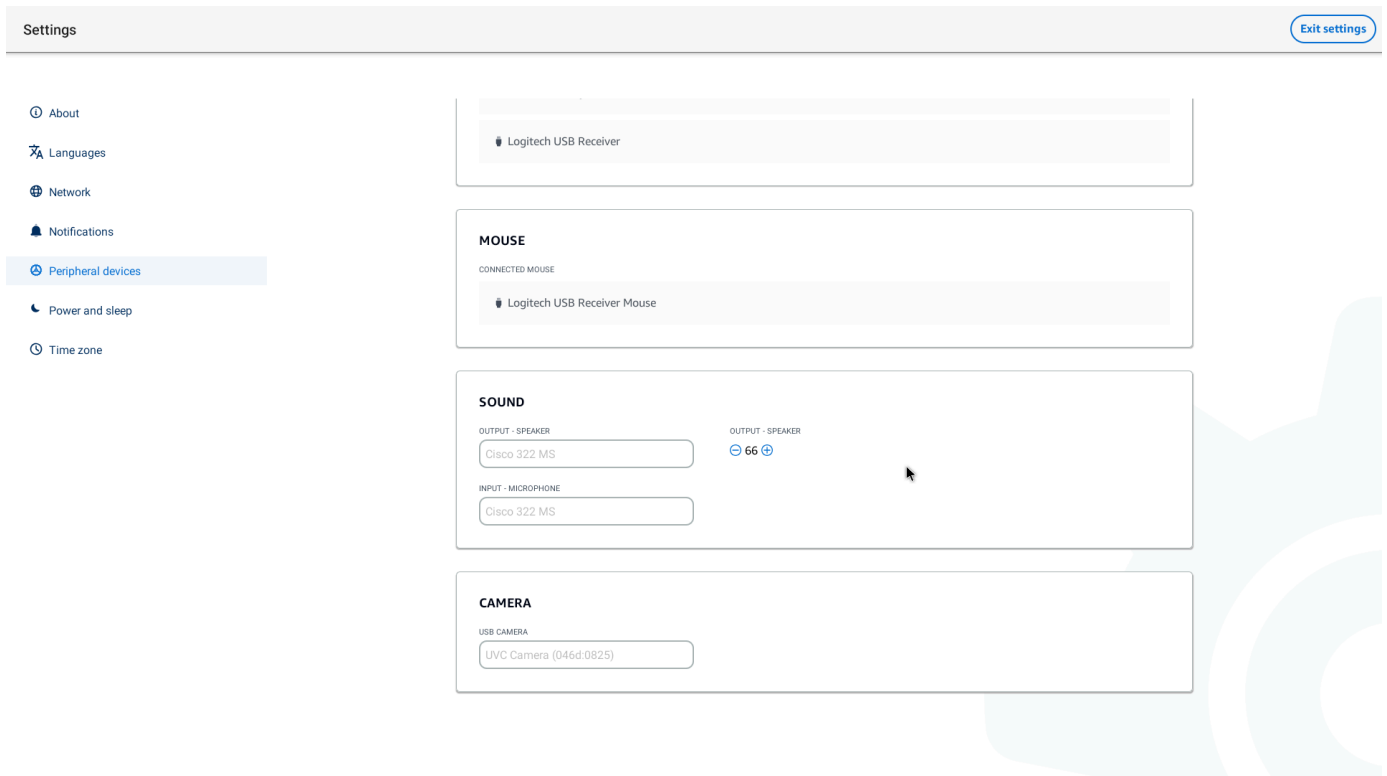 Settings
Exit settings
About
Languages
Network
Notifications
Peripheral devices
Power and sleep
Time zone
Logitech USB Receiver
MOUSE
CONNECTED MOUSE
Logitech USB Receiver Mouse
SOUND
OUTPUT - SPEAKER
Cisco 322 MS
OUTPUT - SPEAKER
66
INPUT - MICROPHONE
Cisco 322 MS
CAMERA
USB CAMERA
UVC Camera (046d:0825)